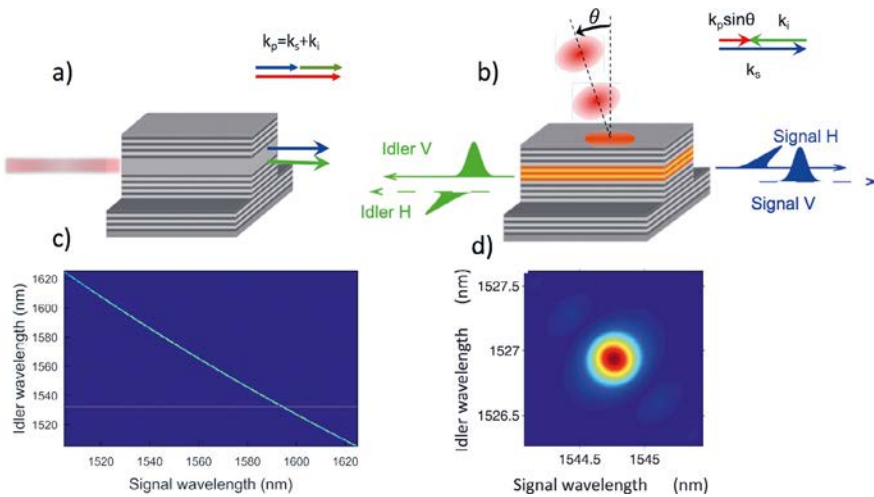 a)
kₚ=kₛ+kᵢ
b)
θ
kₚsinθ
kᵢ
kₛ
Idler V
Idler H
Signal H
Signal V
c)
Idler wavelength (nm)
1620
1600
1580
1560
1540
1520
1520 1540 1560 1580 1600 1620
Signal wavelength (nm)
d)
Idler wavelength (nm)
1527.5
1527
1526.5
1544.5 1545
Signal wavelength (nm)